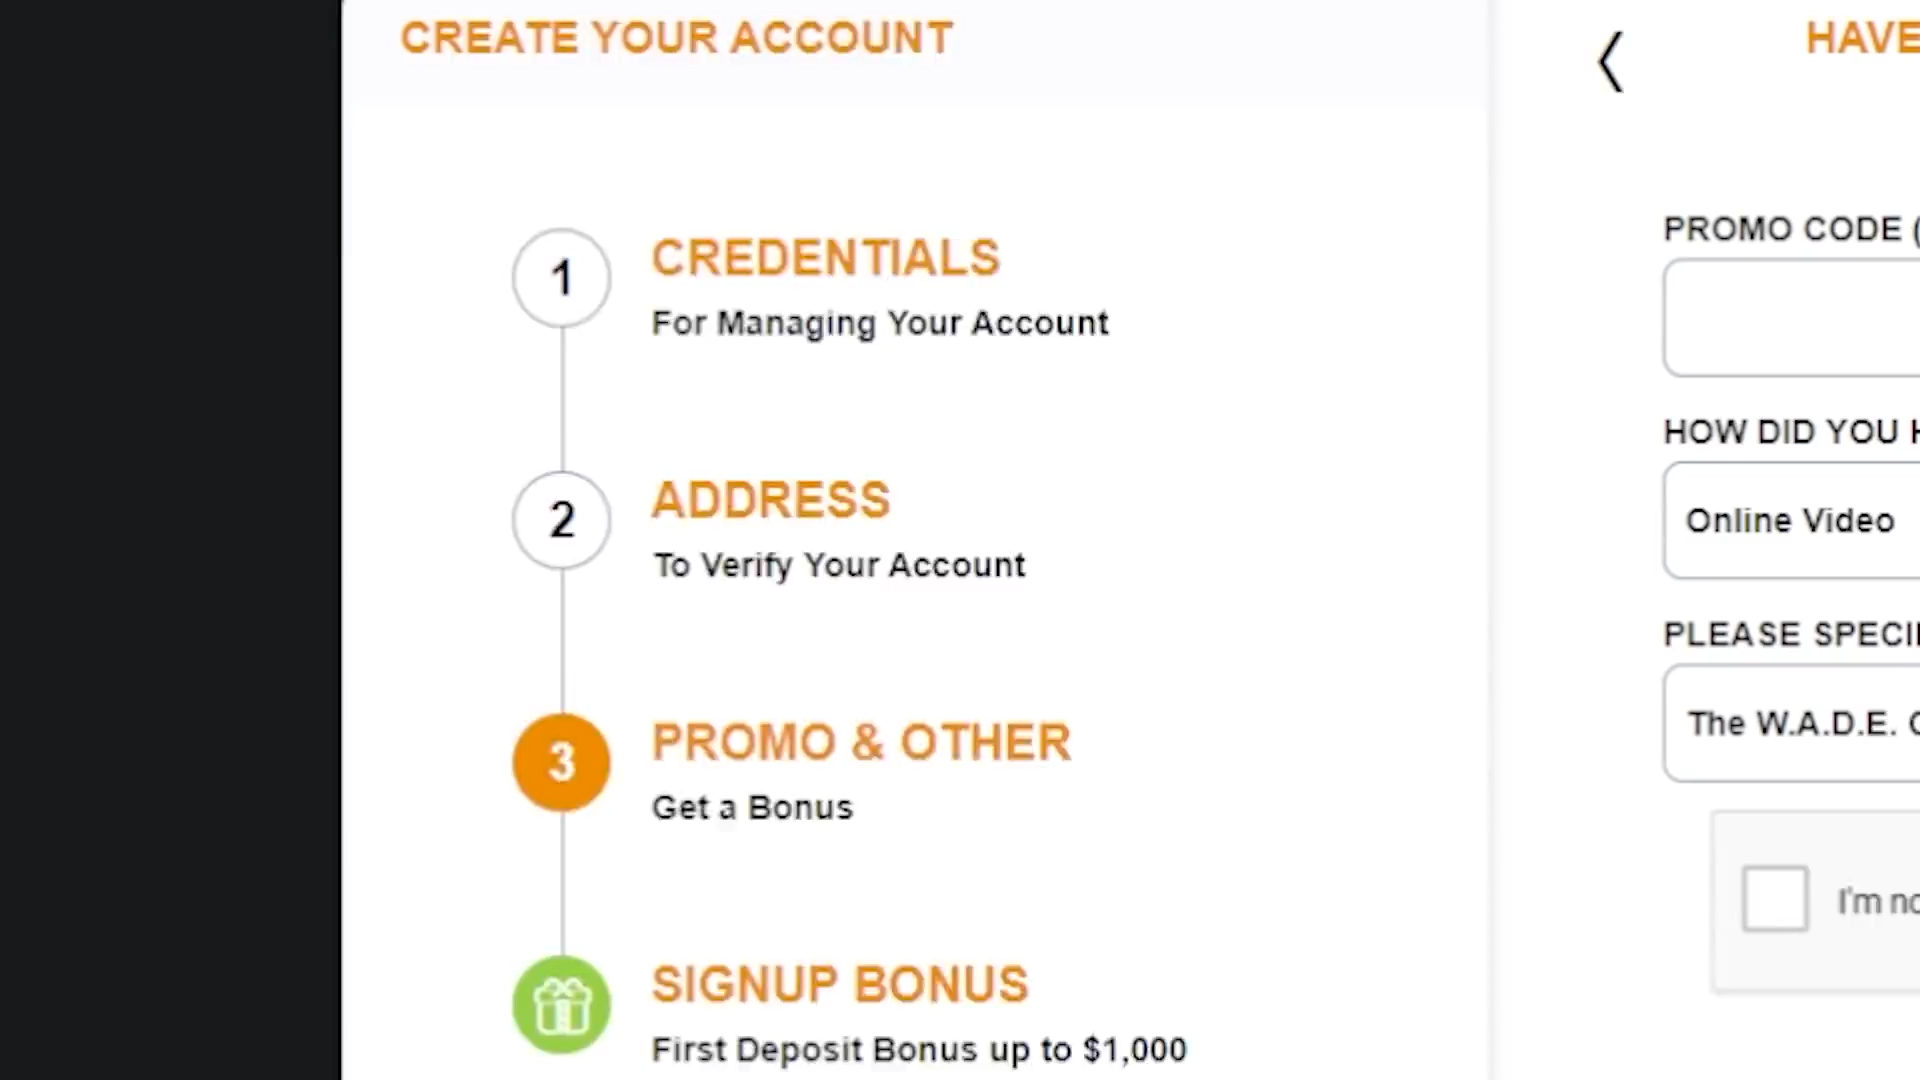 CREATE YOUR ACCOUNT
1
CREDENTIALS
For Managing Your Account
2
ADDRESS
To Verify Your Account
3
PROMO & OTHER
Get a Bonus
SIGNUP BONUS
First Deposit Bonus up to $1,000
HAVE
PROMO CODE (
HOW DID YOU
Online Video
PLEASE
The W.A.D.E.
I'm